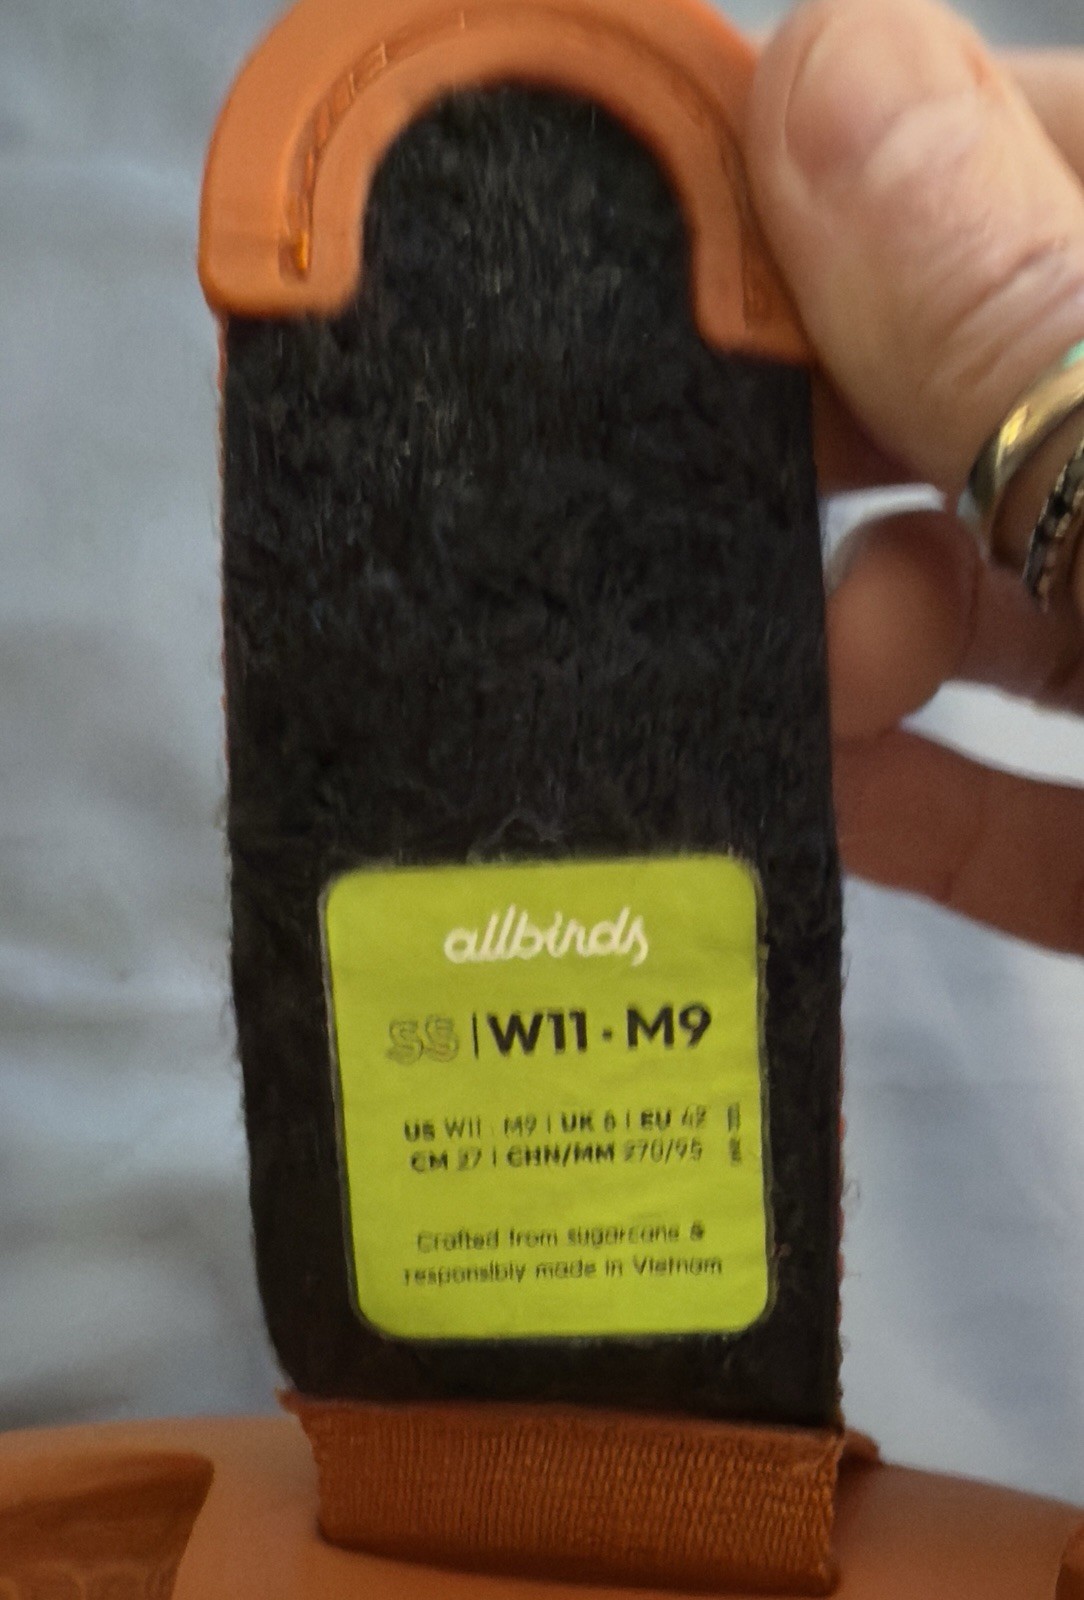 allbirds
SS | W11 · M9
US W11 · M9 | UK 8 | EU 42
CM 27 | CHN/MM 270/95
Crafted from sugarcane &
responsibly made in Vietnam